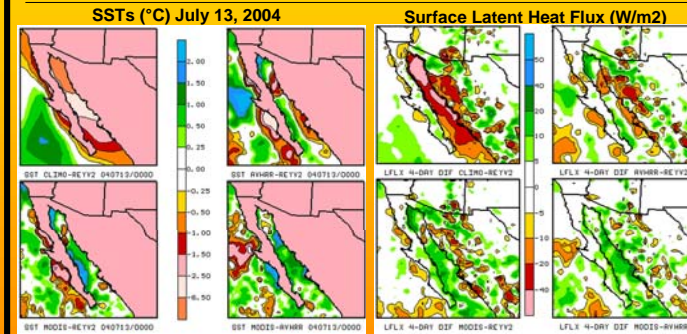 SSTs (°C) July 13, 2004
Surface Latent Heat Flux (W/m2)
2.00
1.50
1.00
0.50
0.25
0.00
-0.25
-0.50
-1.00
-1.50
-2.50
-6.50
50
40
20
10
5
0
-5
-10
-20
-40
SST CLIMO-REYV2 040713/0000
SST AVHRR-REYV2 040713/0000
LFLX 4-DAY DIF CLIMO-REYV2
LFLX 4-DAY DIF AVHRR-REYV2
SST MODIS-REYV2 040713/0000
SST MODIS-AVHRR 040713/0000
LFLX 4-DAY DIF MODIS-REYV2
LFLX 4-DAY DIF MODIS-AVHRR